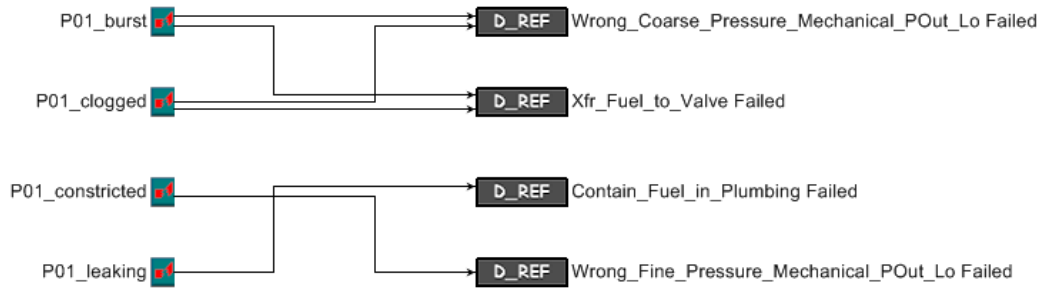 P01_burst D_REF Wrong_Coarse_Pressure_Mechanical_POut_Lo Failed
P01_clogged D_REF Xfr_Fuel_to_Valve Failed
P01_constricted D_REF Contain_Fuel_in_Plumbing Failed
P01_leaking D_REF Wrong_Fine_Pressure_Mechanical_POut_Lo Failed